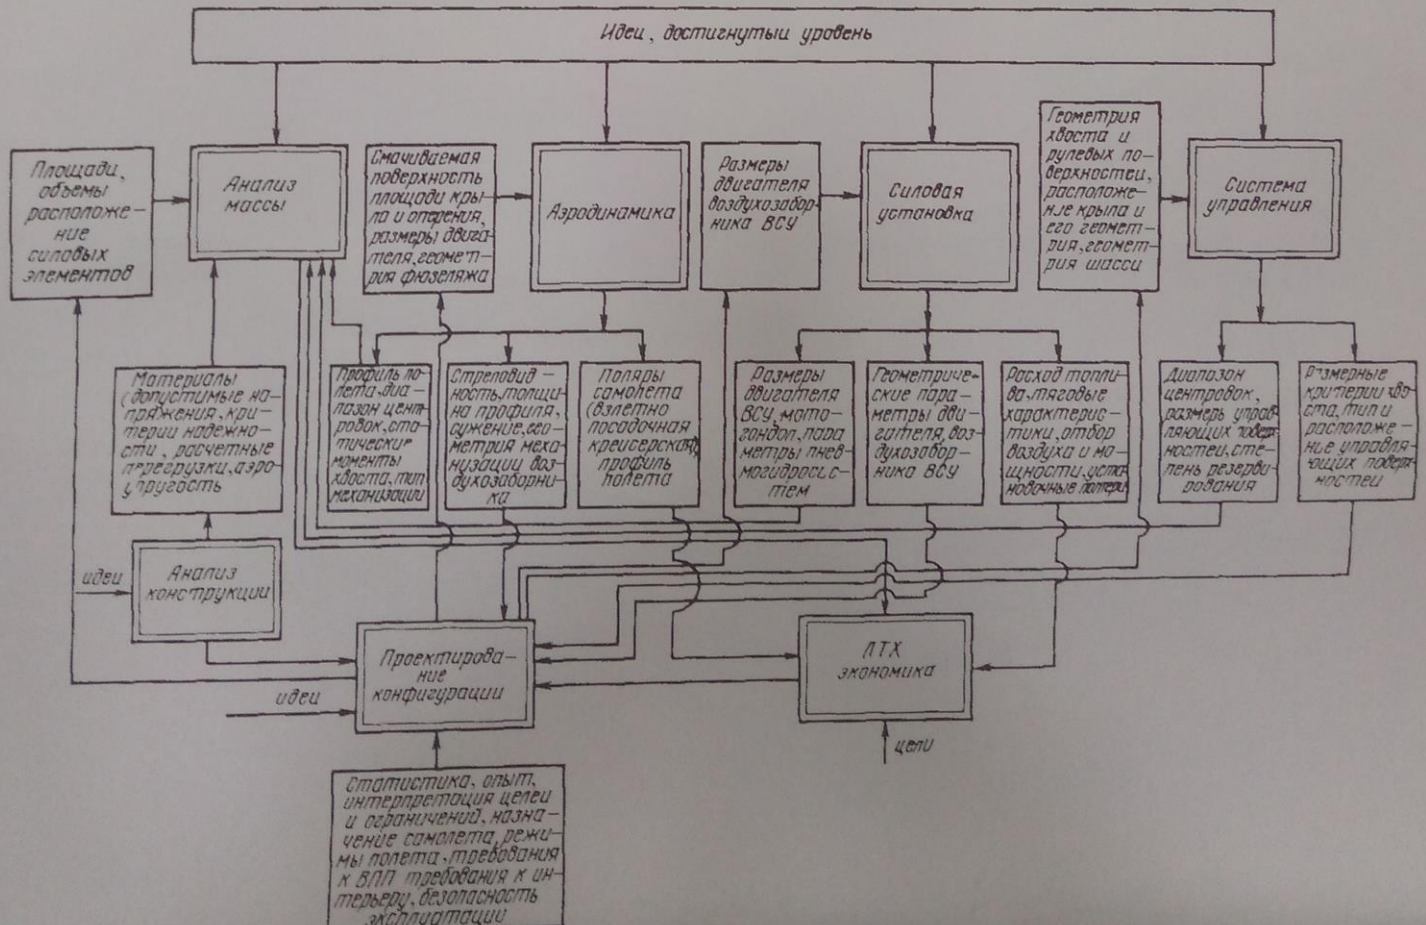 Идеи, достигнутый уровень
Площади,
объемы
расположе-
ние
силовых
элементов
Анализ
массы
Смачиваемая
поверхность
площади кры-
ла и оперения,
размеры двига-
теля, геомет-
рия фюзеляжа
Аэродинамика
Размеры
двигателя
воздухозабор-
ника ВСУ
Силовая
установка
Геометрия
хвоста и
рулевых по-
верхностей,
расположе-
ние крыла и
его геомет-
рия, геомет-
рия шасси
Система
управления
Материалы
(допустимые на-
пряжения, кри-
терии надежно-
сти, расчетные
перегрузки, аэро-
упругость
Профиль по-
лета, диа-
пазон цент-
ровок, ста-
тические
моменты
хвоста, тип
механизации
Стреловид-
ность, толщи-
на профиля,
сужение, гео-
метрия меха-
низации воз-
духозаборни-
ка
Поляры
самолета
(взлетно
посадочная
крейсерская),
профиль
полета
Размеры
двигателя
ВСУ, мото-
гондол, пара
метры пнев-
могидросис-
тем
Геометриче-
ские пара-
метры дви-
гателя, воз-
духозабор-
ника ВСУ
Расход топли-
ва, тяговые
характерис-
тики, отбор
воздуха и мо-
щности, уста-
новочные потери
Диапазон
центровок,
размеры управ-
ляющих поверх-
ностей, сте-
пень резерви-
рования
Размерные
критерии хво-
ста, тип и
расположе-
ние управля-
ющих поверх-
ностей
идеи
Анализ
конструкции
Проектирова-
ние
конфигурации
идеи
ЛТХ
экономика
цели
Статистика, опыт,
интерпретация целей
и ограничений, назна-
чение самолета, режи-
мы полета, требования
к ВПП требования к ин-
терьеру, безопасность
эксплуатации